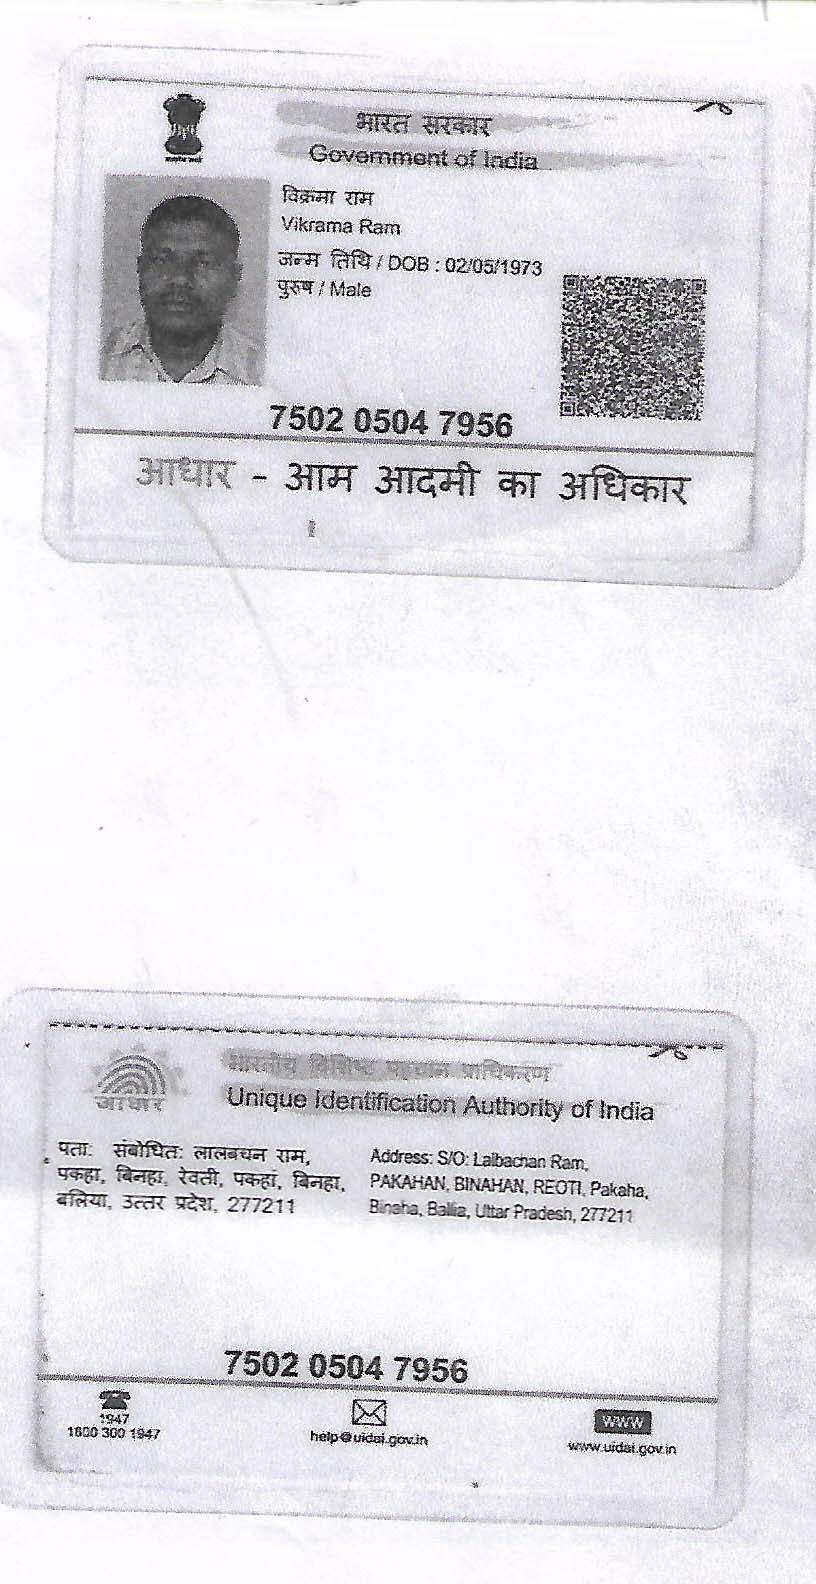 भारत सरकार
Government of India
विक्रमा राम
Vikrama Ram
जन्म तिथि / DOB : 02/05/1973
पुरुष / Male
7502 0504 7956
आधार - आम आदमी का अधिकार
भारतीय विशिष्ट पहचान प्राधिकरण
आधार
Unique Identification Authority of India
पताः संबोधितः लालबचन राम,
पकहा, बिनहा, रेवती, पकहां, बिनहा,
बलिया, उत्तर प्रदेश, 277211
Address: S/O: Lalbachan Ram,
PAKAHAN, BINAHAN, REOTI, Pakaha,
Binaha, Ballia, Uttar Pradesh, 277211
7502 0504 7956
1947
1800 300 1947
help@uidai.gov.in
www
www.uidai.gov.in